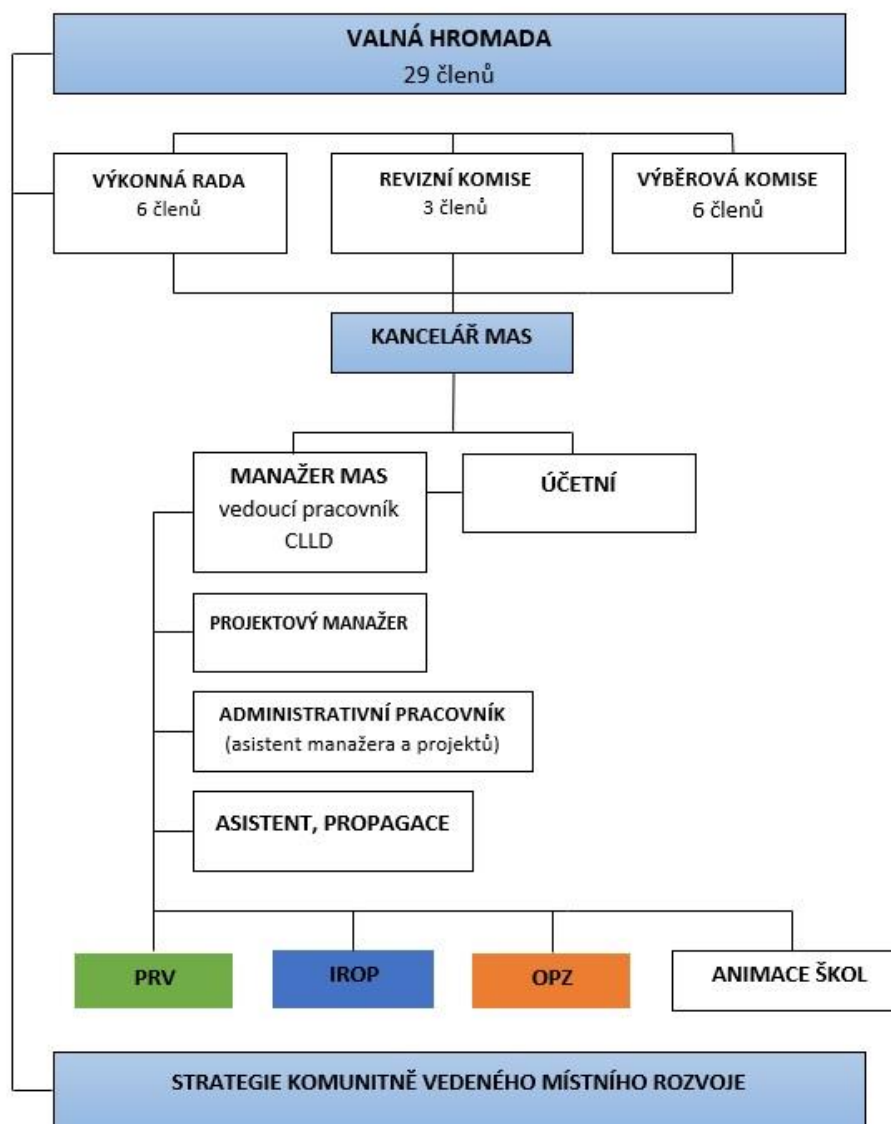 VALNÁ HROMADA
29 členů
VÝKONNÁ RADA
6 členů
REVIZNÍ KOMISE
3 členů
VÝBĚROVÁ KOMISE
6 členů
KANCELÁŘ MAS
MANAŽER MAS
vedoucí pracovník
CLLD
ÚČETNÍ
PROJEKTOVÝ MANAŽER
ADMINISTRATIVNÍ PRACOVNÍK
(asistent manažera a projektů)
ASISTENT, PROPAGACE
PRV
IROP
OPZ
ANIMACE ŠKOL
STRATEGIE KOMUNITNĚ VEDENÉHO MÍSTNÍHO ROZVOJE